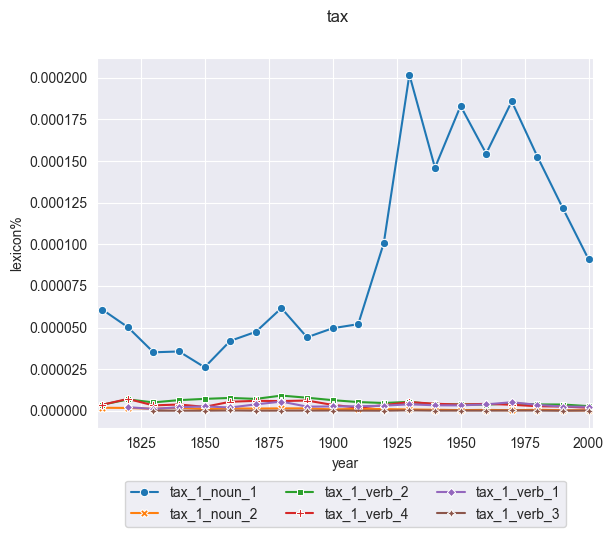 tax
0.000200
0.000175
0.000150
0.000125
0.000100
0.000075
0.000050
0.000025
0.000000
lexicon%
1825 1850 1875 1900 1925 1950 1975 2000
year
tax_1_noun_1 tax_1_verb_2 tax_1_verb_1
tax_1_noun_2 tax_1_verb_4 tax_1_verb_3